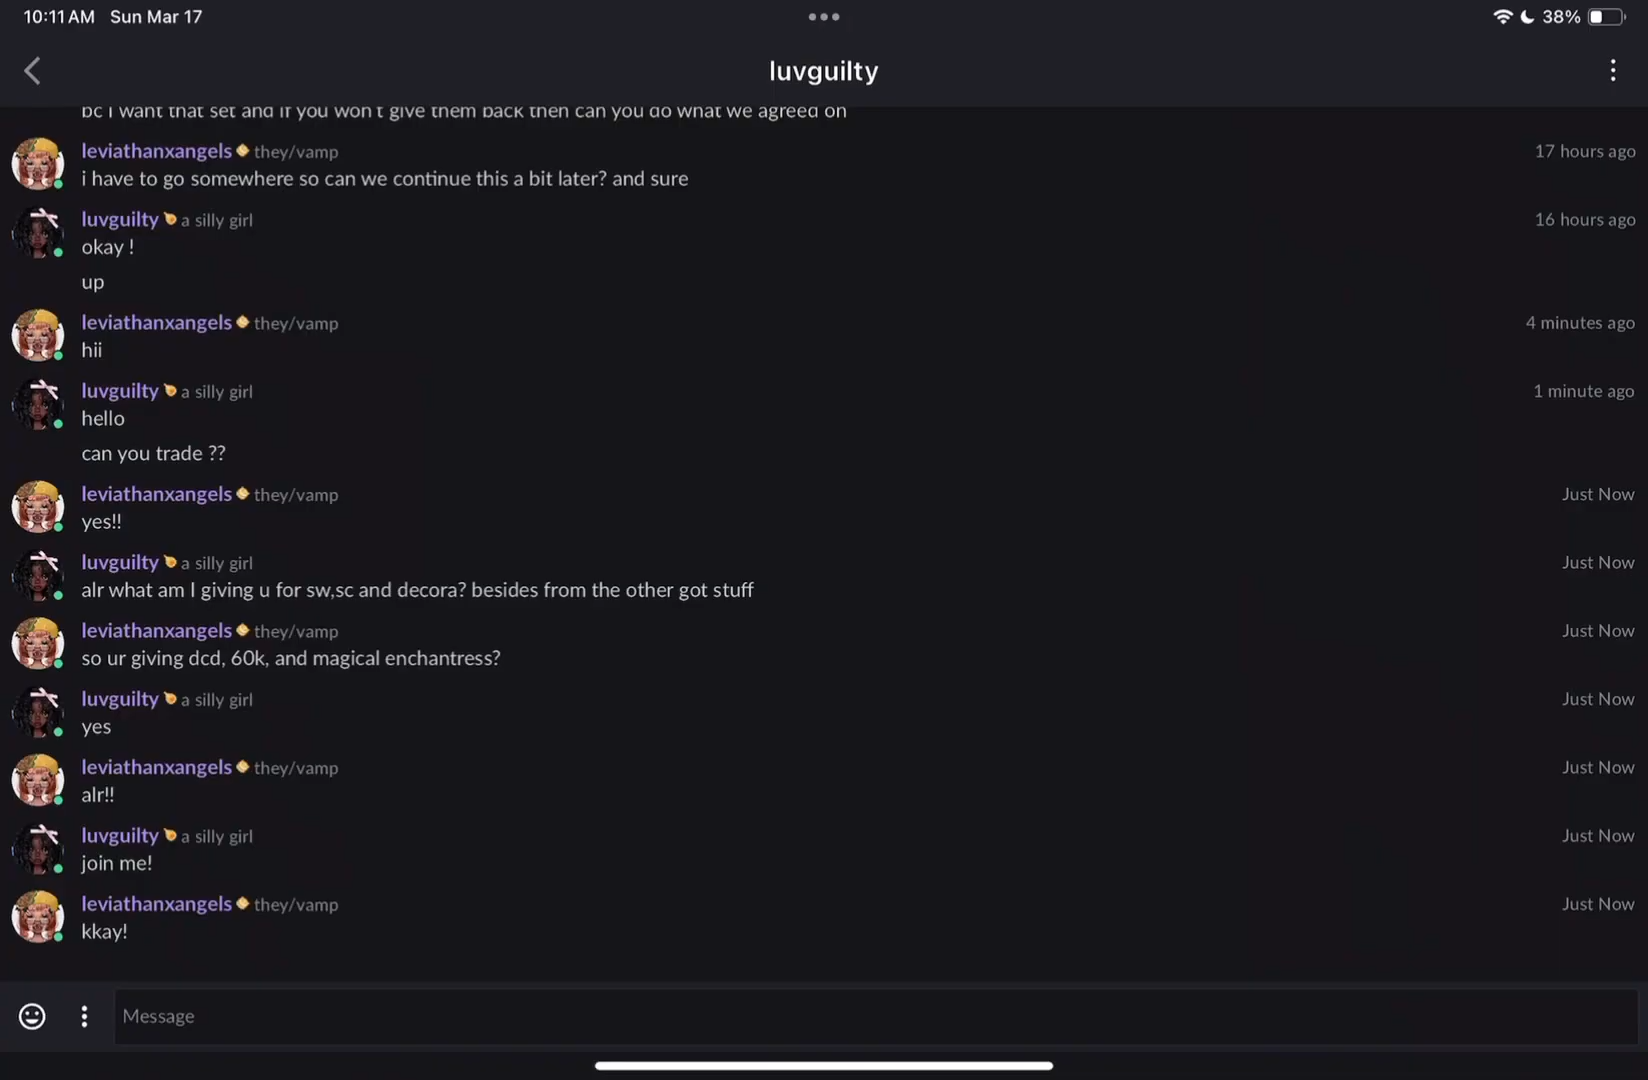 10:11 AM Sun Mar 17
38%
luvguilty
bc I want that set and if you won't give them back then can you do what we agreed on
leviathanxangels they/vamp 17 hours ago
i have to go somewhere so can we continue this a bit later? and sure
luvguilty a silly girl 16 hours ago
okay !
up
leviathanxangels they/vamp 4 minutes ago
hii
luvguilty a silly girl 1 minute ago
hello
can you trade ??
leviathanxangels they/vamp Just Now
yes!!
luvguilty a silly girl Just Now
alr what am I giving u for sw,sc and decora? besides from the other got stuff
leviathanxangels they/vamp Just Now
so ur giving dcd, 60k, and magical enchantress?
luvguilty a silly girl Just Now
yes
leviathanxangels they/vamp Just Now
alr!!
luvguilty a silly girl Just Now
join me!
leviathanxangels they/vamp Just Now
kkay!
Message